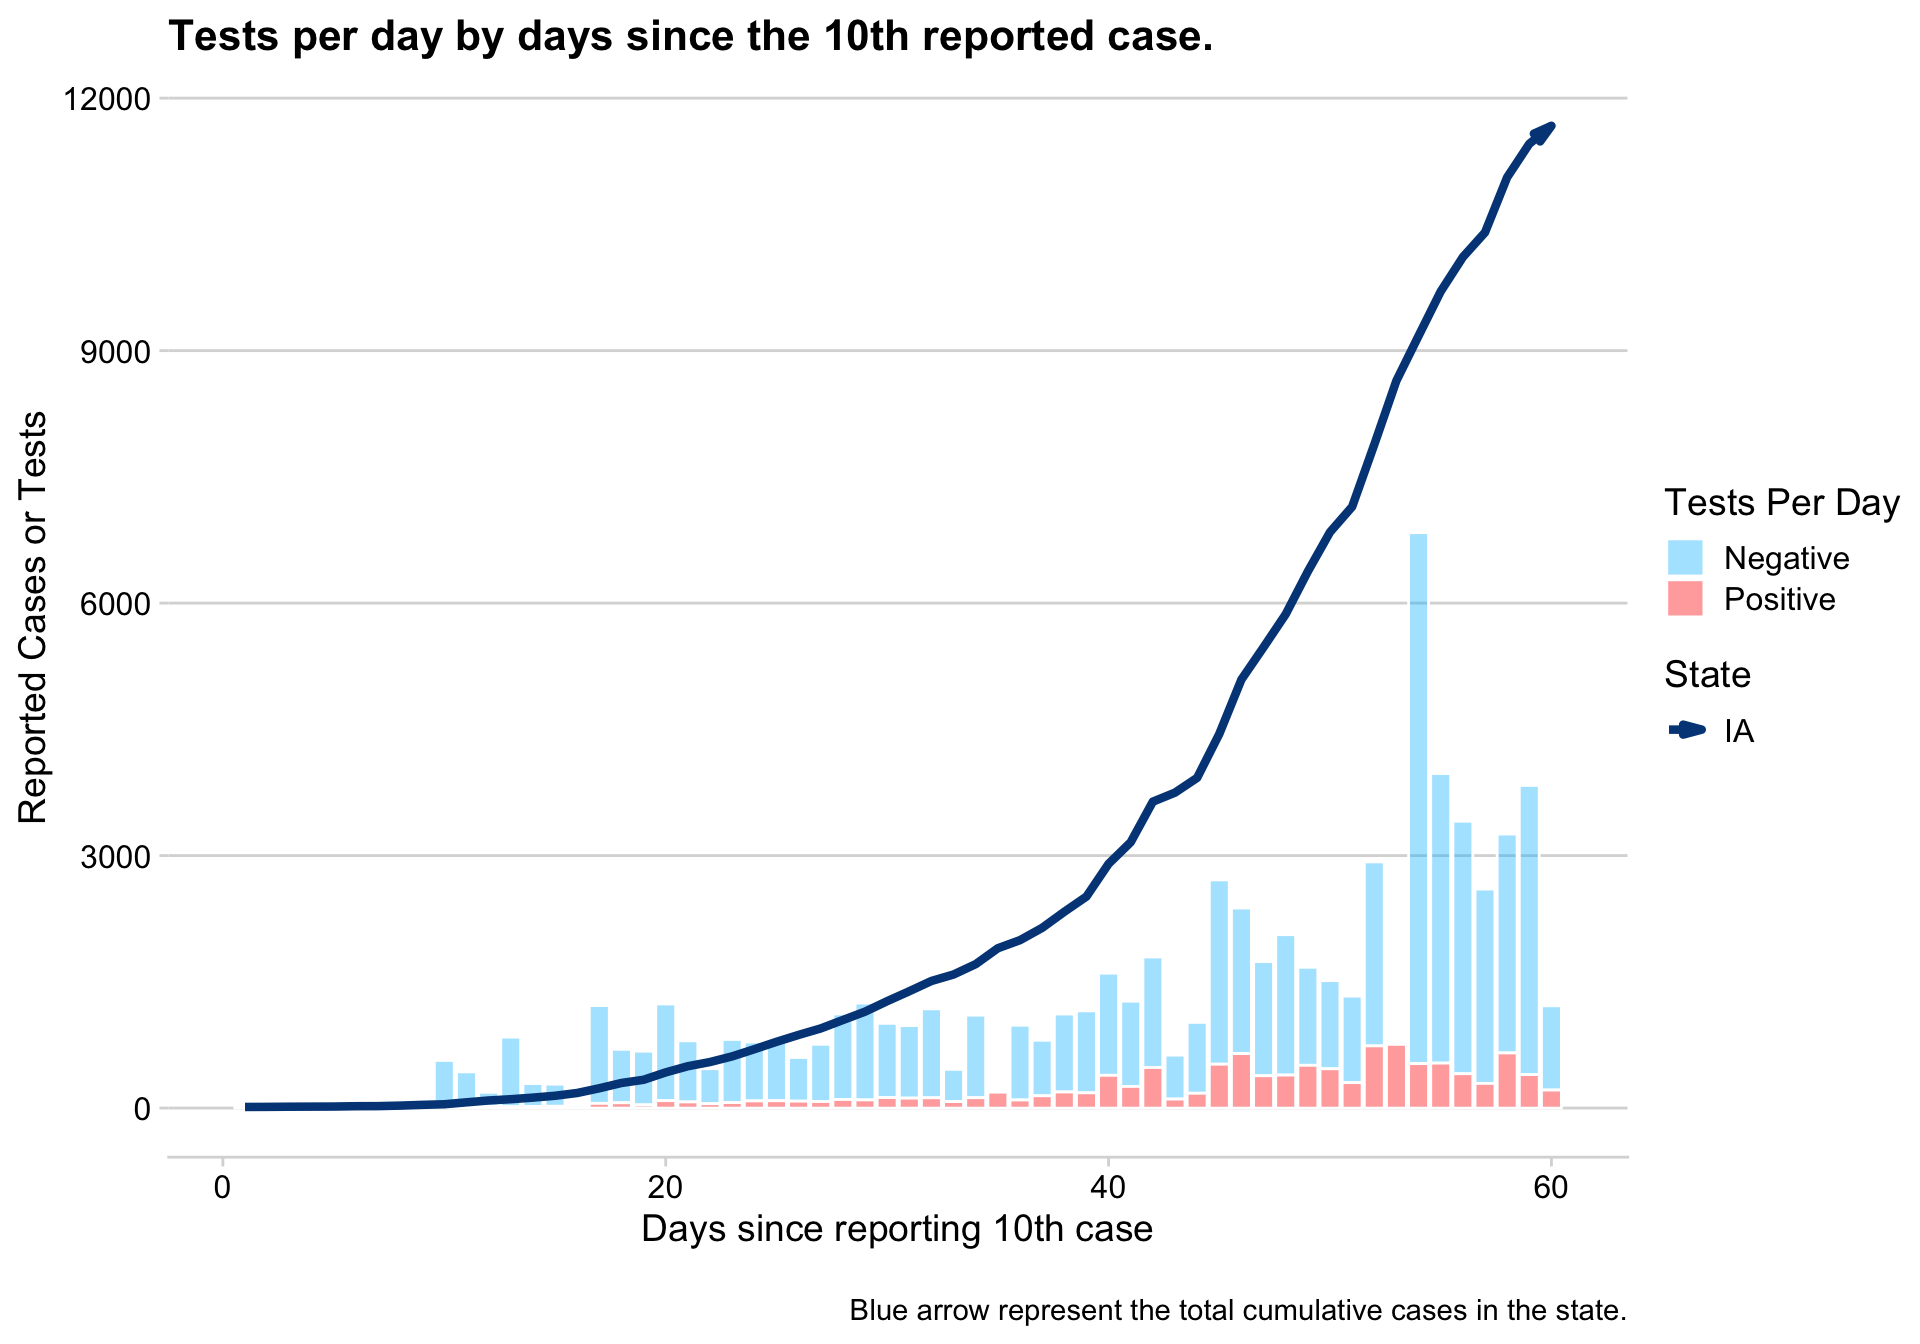 Tests per day by days since the 10th reported case.
12000
9000
6000
3000
0
Reported Cases or Tests
0 20 40 60
Days since reporting 10th case
Tests Per Day
Negative
Positive
State
IA
Blue arrow represent the total cumulative cases in the state.